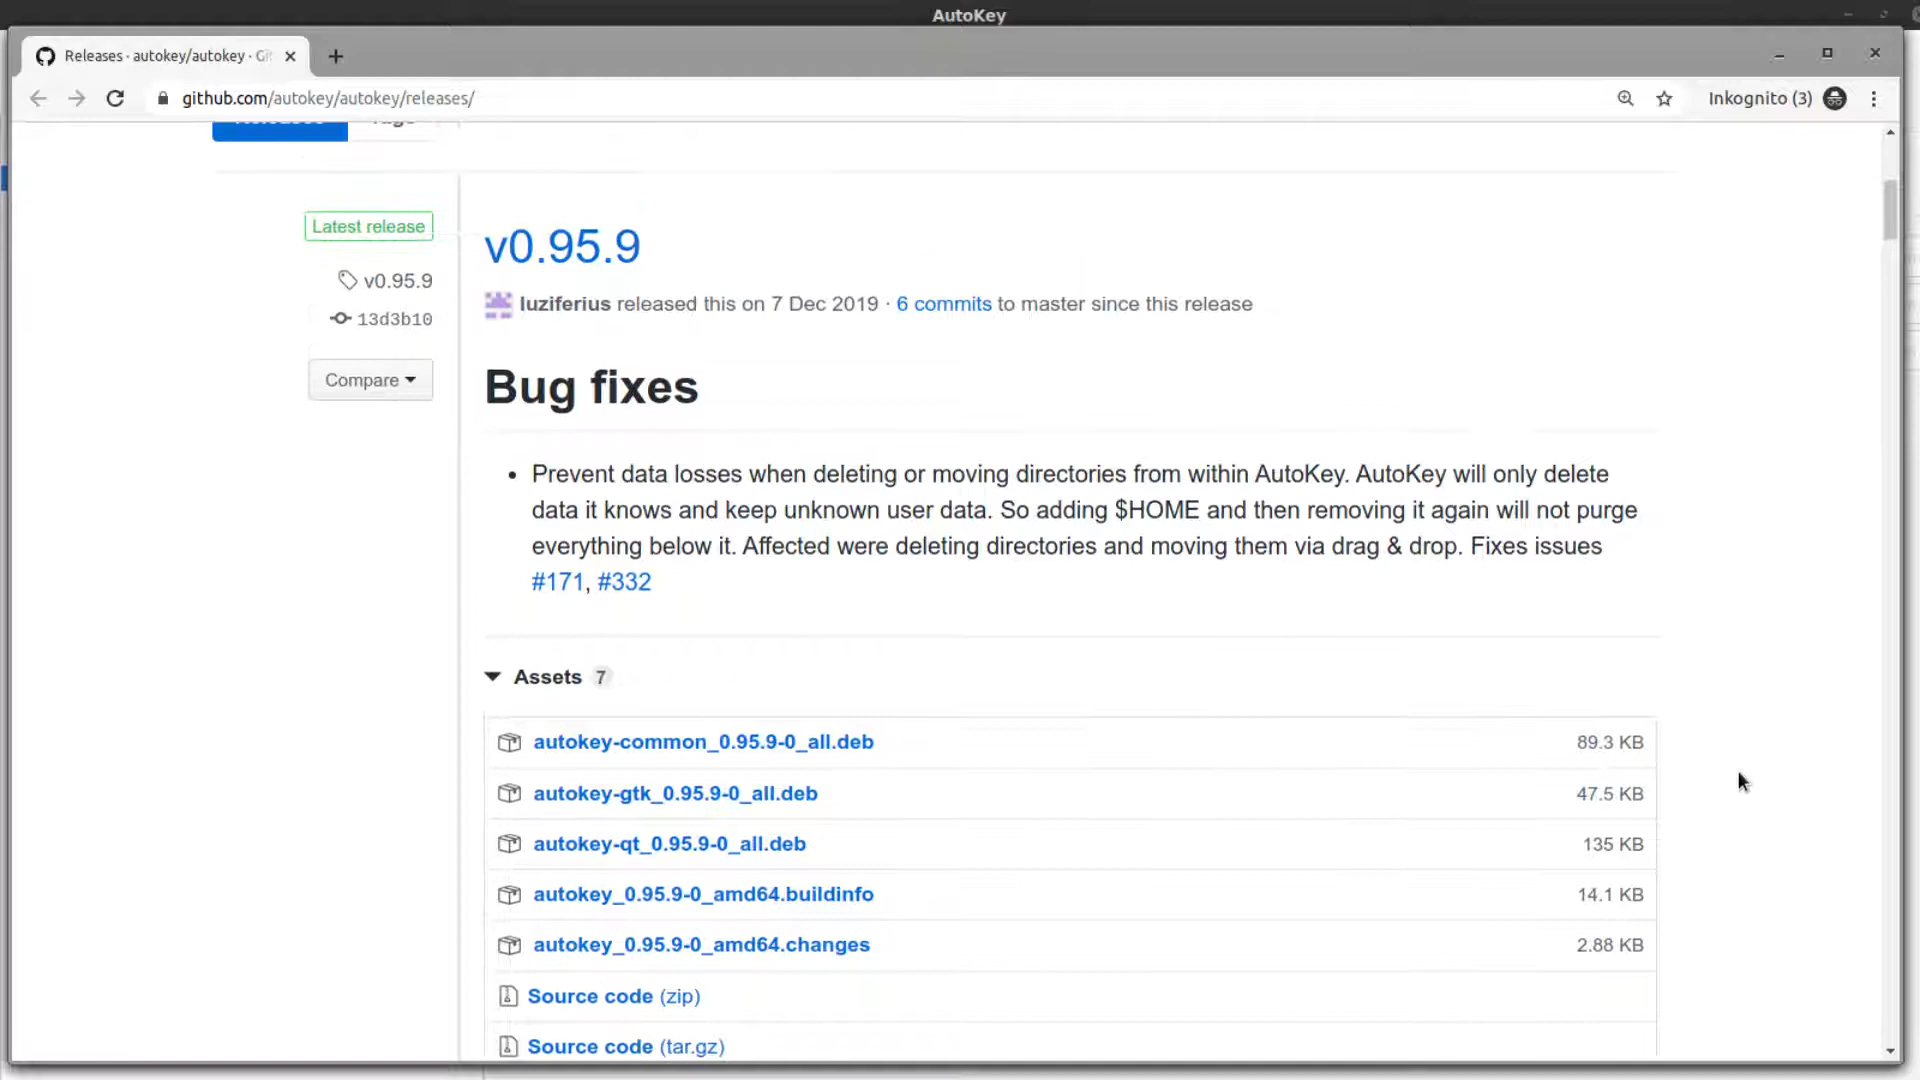 AutoKey
Releases · autokey/autokey · Gi
github.com/autokey/autokey/releases/
Inkognito (3)
Latest release
v0.95.9
v0.95.9
13d3b10
luziferius released this on 7 Dec 2019 · 6 commits to master since this release
Compare
Bug fixes
• Prevent data losses when deleting or moving directories from within AutoKey. AutoKey will only delete
data it knows and keep unknown user data. So adding $HOME and then removing it again will not purge
everything below it. Affected were deleting directories and moving them via drag & drop. Fixes issues
#171, #332
Assets 7
autokey-common_0.95.9-0_all.deb 89.3 KB
autokey-gtk_0.95.9-0_all.deb 47.5 KB
autokey-qt_0.95.9-0_all.deb 135 KB
autokey_0.95.9-0_amd64.buildinfo 14.1 KB
autokey_0.95.9-0_amd64.changes 2.88 KB
Source code (zip)
Source code (tar.gz)